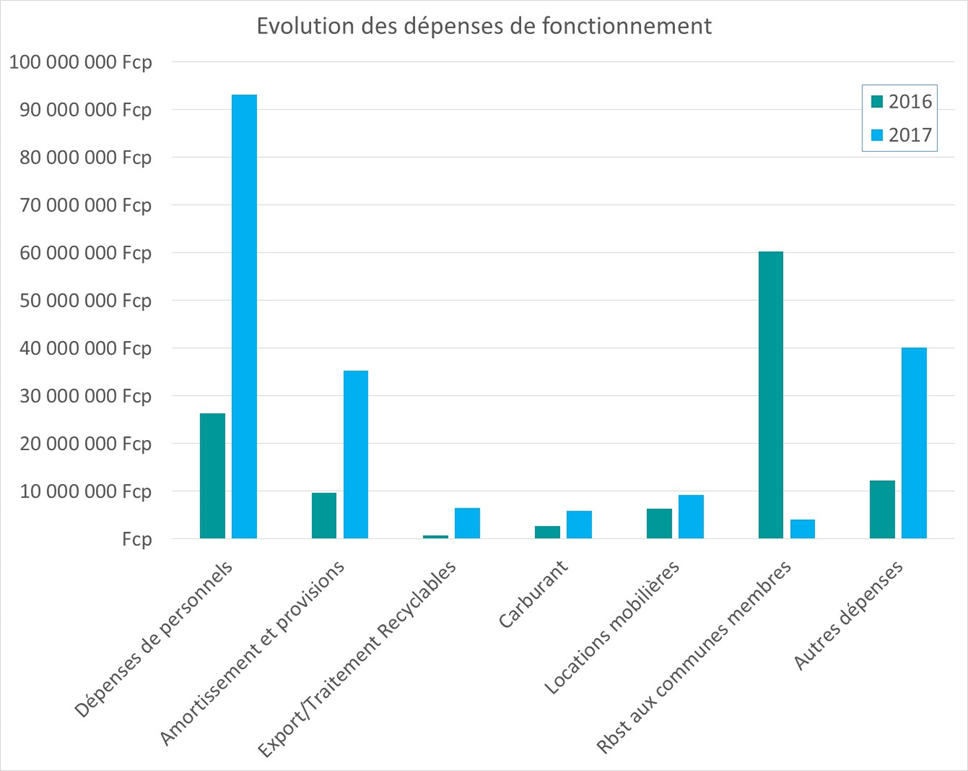 Evolution des dépenses de fonctionnement
100 000 000 Fcp
90 000 000 Fcp
80 000 000 Fcp
70 000 000 Fcp
60 000 000 Fcp
50 000 000 Fcp
40 000 000 Fcp
30 000 000 Fcp
20 000 000 Fcp
10 000 000 Fcp
Fcp
2016
2017
Dépenses de personnels
Amortissement et provisions
Export/Traitement Recyclables
Carburant
Locations mobilières
Rbst aux communes membres
Autres dépenses